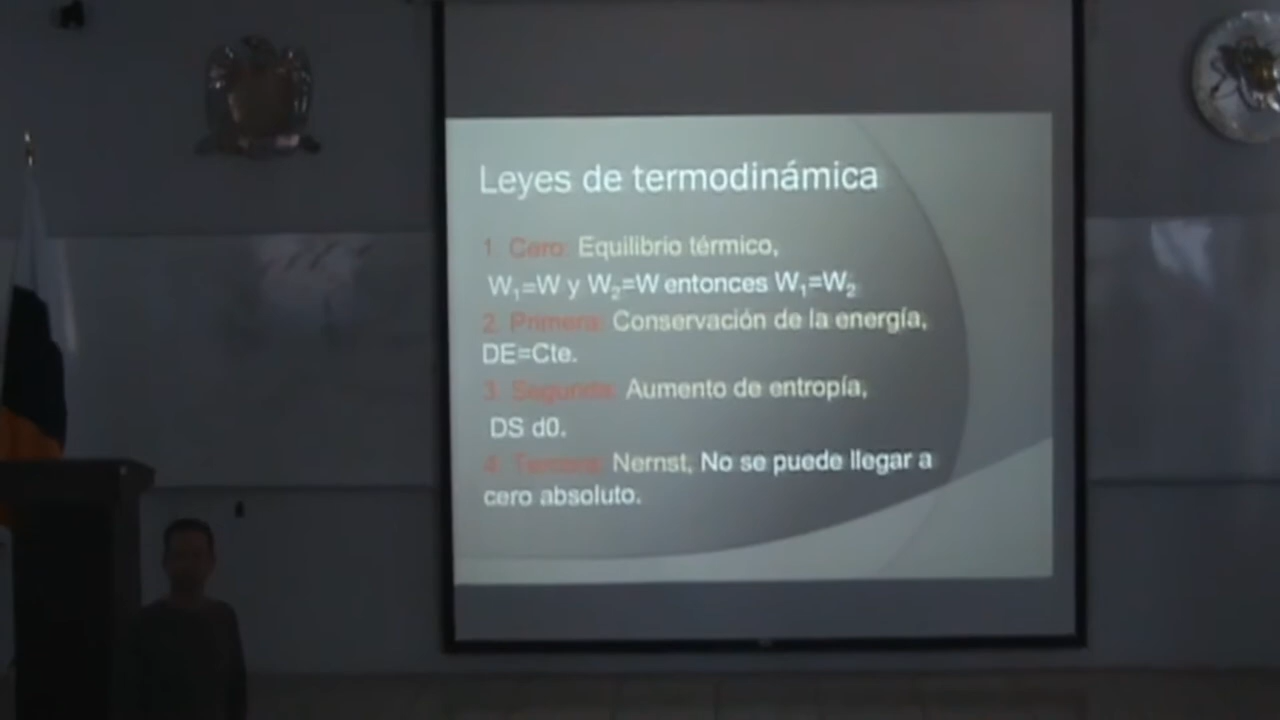 Leyes de termodinámica
1. Cero: Equilibrio térmico,
W₁=W y W₂=W entonces W₁=W₂
2. Primera: Conservación de la energía,
DE=Cte.
3. Segunda: Aumento de entropía,
DS d0.
4. Tercera: Nernst, No se puede llegar a
cero absoluto.